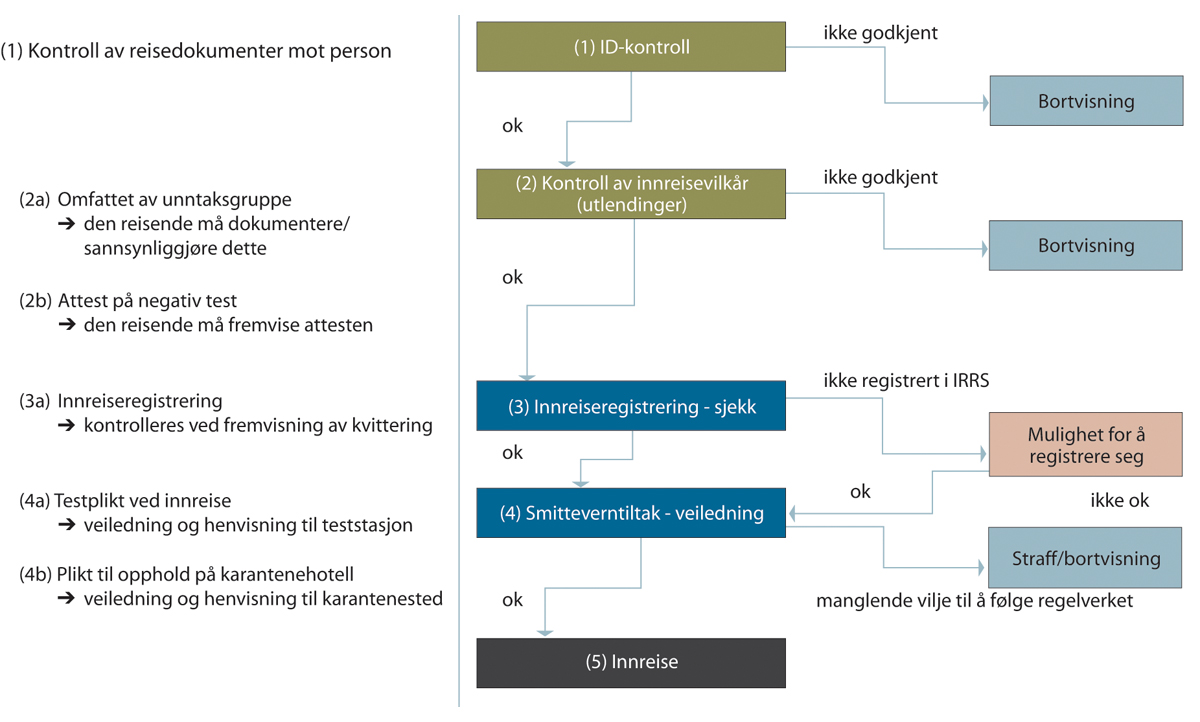 (1) Kontroll av reisedokumenter mot person
(2a) Omfattet av unntaksgruppe
➔ den reisende må dokumentere/
sannsynliggjøre dette
(2b) Attest på negativ test
➔ den reisende må fremvise attesten
(3a) Innreiseregistrering
➔ kontrolleres ved fremvisning av kvittering
(4a) Testplikt ved innreise
➔ veiledning og henvisning til teststasjon
(4b) Plikt til opphold på karantenehotell
➔ veiledning og henvisning til karantenested
(1) ID-kontroll
ikke godkjent
Bortvisning
ok
(2) Kontroll av innreisevilkår
(utlendinger)
ikke godkjent
Bortvisning
ok
(3) Innreiseregistrering - sjekk
ikke registrert i IRRS
Mulighet for å
registrere seg
ok
ok
ikke ok
(4) Smitteverntiltak - veiledning
Straff/bortvisning
manglende vilje til å følge regelverket
ok
(5) Innreise